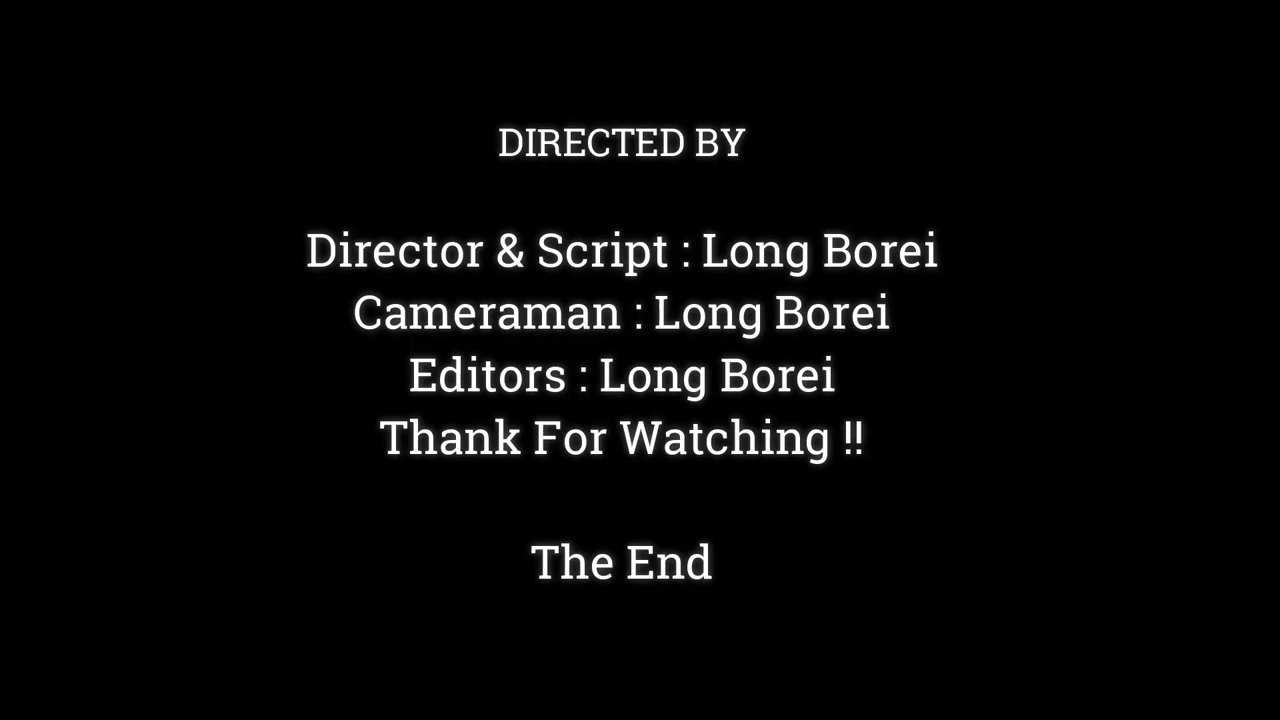 DIRECTED BY
Director & Script : Long Borei
Cameraman : Long Borei
Editors : Long Borei
Thank For Watching !!
The End